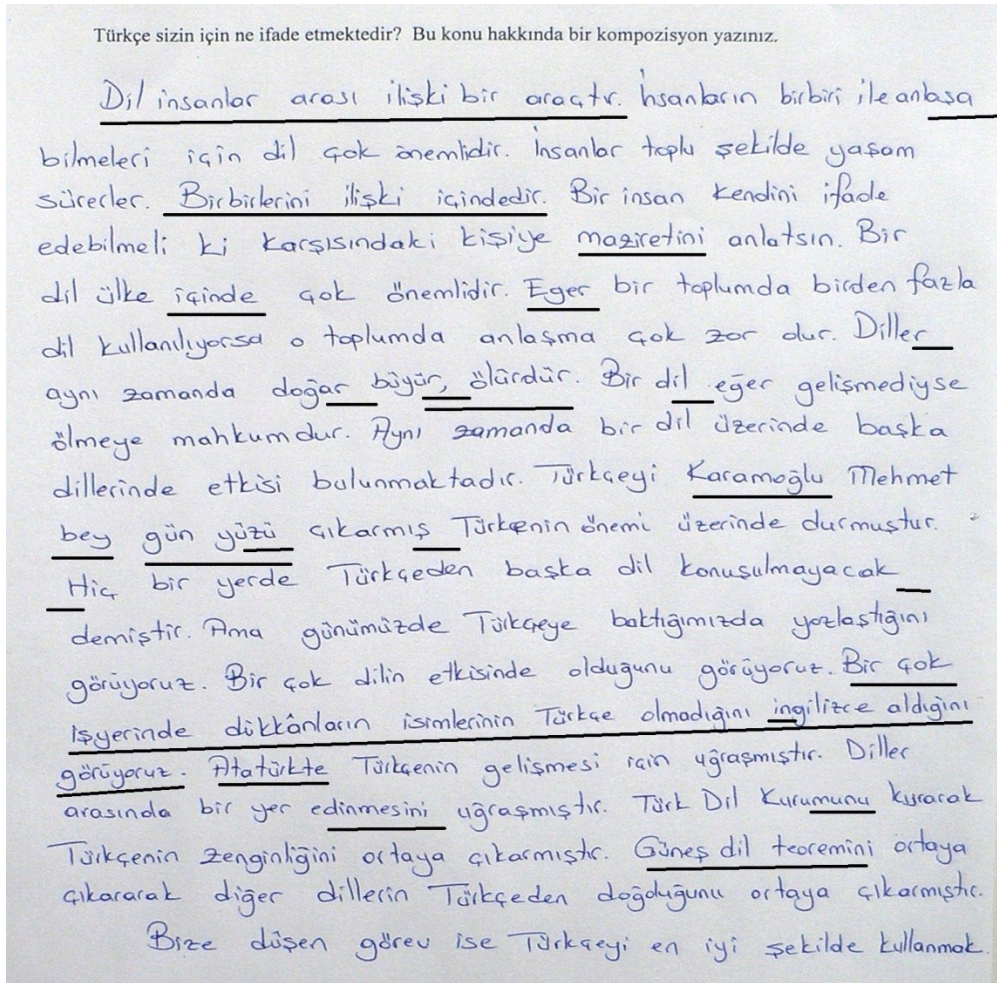 Türkçe sizin için ne ifade etmektedir? Bu konu hakkında bir kompozisyon yazınız.
Dil insanlar arası ilişki bir araçtır. İnsanların birbiri ile anlaşa
bilmeleri için dil çok önemlidir. İnsanlar toplu şekilde yaşam
sürerler. Birbirlerini ilişki içindedir. Bir insan kendini ifade
edebilmeli ki karşısındaki kişiye maziretini anlatsın. Bir
dil ülke içinde çok önemlidir. Eger bir toplumda birden fazla
dil kullanılıyorsa o toplumda anlaşma çok zor dur. Diller
aynı zamanda doğar büyür, ölürdür. Bir dil eğer gelişmediyse
ölmeye mahkumdur. Aynı zamanda bir dil üzerinde başka
dillerinde etkisi bulunmaktadır. Türkçeyi Karamoğlu Mehmet
bey gün yüzü çıkarmış Türkçenin önemi üzerinde durmuştur.
Hiç bir yerde Türkçeden başka dil konuşulmayacak
demiştir. Ama günümüzde Türkçeye baktığımızda yozlaştığını
görüyoruz. Bir çok dilin etkisinde olduğunu görüyoruz. Bir çok
işyerinde dükkânların isimlerinin Türkçe olmadığını ingilizce aldığını
görüyoruz. Atatürkte Türkçenin gelişmesi için uğraşmıştır. Diller
arasında bir yer edinmesini uğraşmıştır. Türk Dil Kurumunu kurarak
Türkçenin zenginliğini ortaya çıkarmıştır. Güneş dil teoremini ortaya
çıkararak diğer dillerin Türkçeden doğduğunu ortaya çıkarmıştır.
Bize düşen görev ise Türkçeyi en iyi şekilde kullanmak.